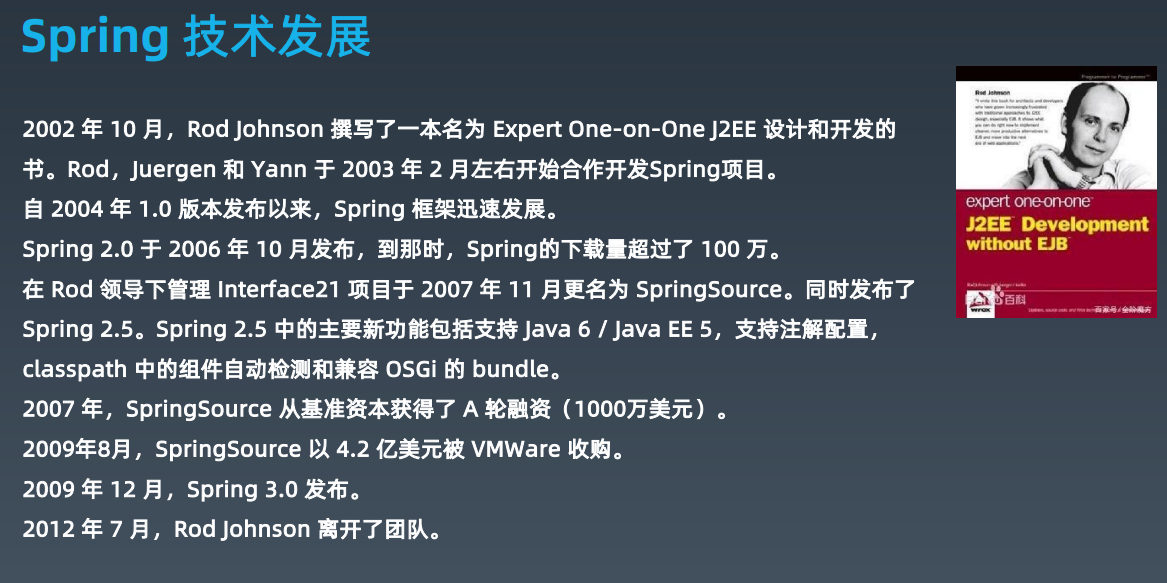 Spring 技术发展
2002 年 10 月，Rod Johnson 撰写了一本名为 Expert One-on-One J2EE 设计和开发的
书。Rod，Juergen 和 Yann 于 2003 年 2 月左右开始合作开发Spring项目。
自 2004 年 1.0 版本发布以来，Spring 框架迅速发展。
Spring 2.0 于 2006 年 10 月发布，到那时，Spring的下载量超过了 100 万。
在 Rod 领导下管理 Interface21 项目于 2007 年 11 月更名为 SpringSource。同时发布了
Spring 2.5。Spring 2.5 中的主要新功能包括支持 Java 6 / Java EE 5，支持注解配置，
classpath 中的组件自动检测和兼容 OSGi 的 bundle。
2007 年，SpringSource 从基准资本获得了 A 轮融资（1000万美元）。
2009年8月，SpringSource 以 4.2 亿美元被 VMWare 收购。
2009 年 12 月，Spring 3.0 发布。
2012 年 7 月，Rod Johnson 离开了团队。
Programmer to Programmer™
Rod Johnson
expert one-on-one™
J2EE™ Development
without EJB™
百科
wrox
百家号/